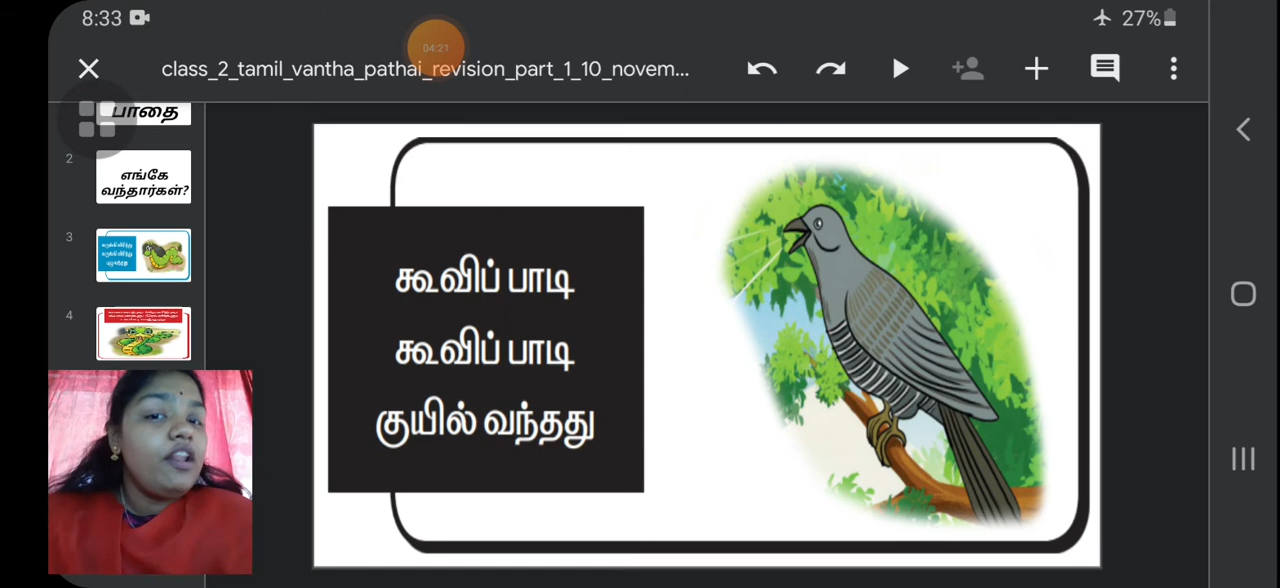 8:33
27%
04:21
class_2_tamil_vantha_pathai_revision_part_1_10_novem...
பாதை
2
எங்கே
வந்தார்கள்?
3
4
கூவிப் பாடி
கூவிப் பாடி
குயில் வந்தது